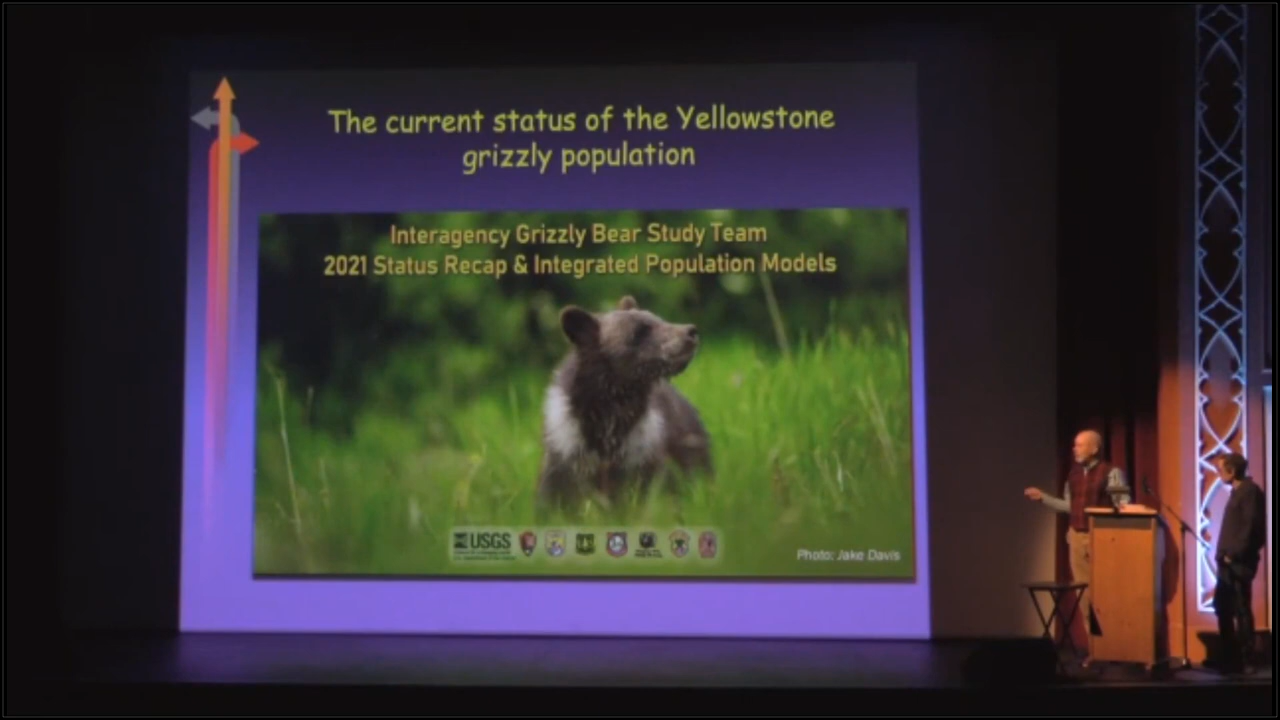 The current status of the Yellowstone
grizzly population
Interagency Grizzly Bear Study Team
2021 Status Recap & Integrated Population Models
USGS
Photo: Jake Davis